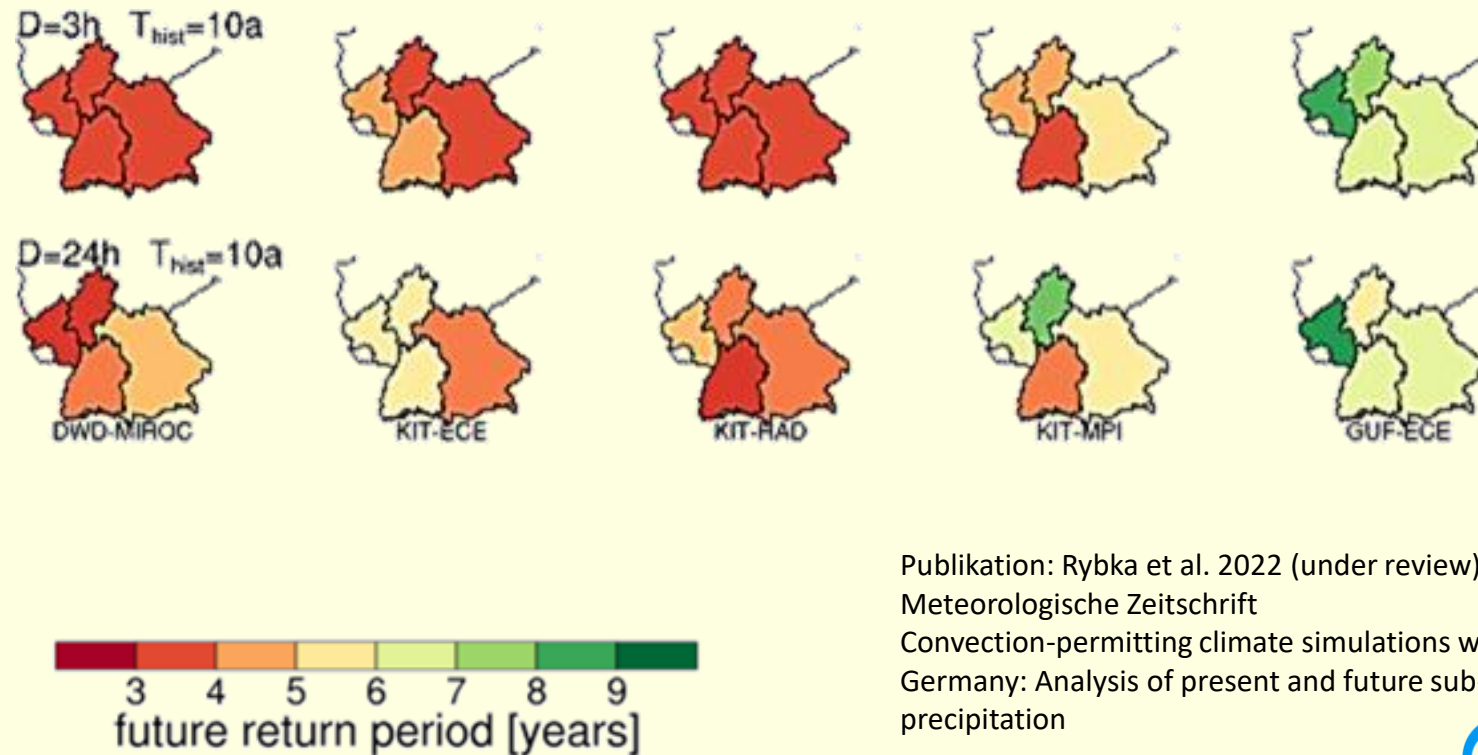 D=3h T_hist=10a
D=24h T_hist=10a
DWD-MIROC KIT-ECE KIT-RAD KIT-MPI GUF-ECE
3 4 5 6 7 8 9
future return period [years]
Publikation: Rybka et al. 2022 (under review)
Meteorologische Zeitschrift
Convection-permitting climate simulations w
Germany: Analysis of present and future sub
precipitation